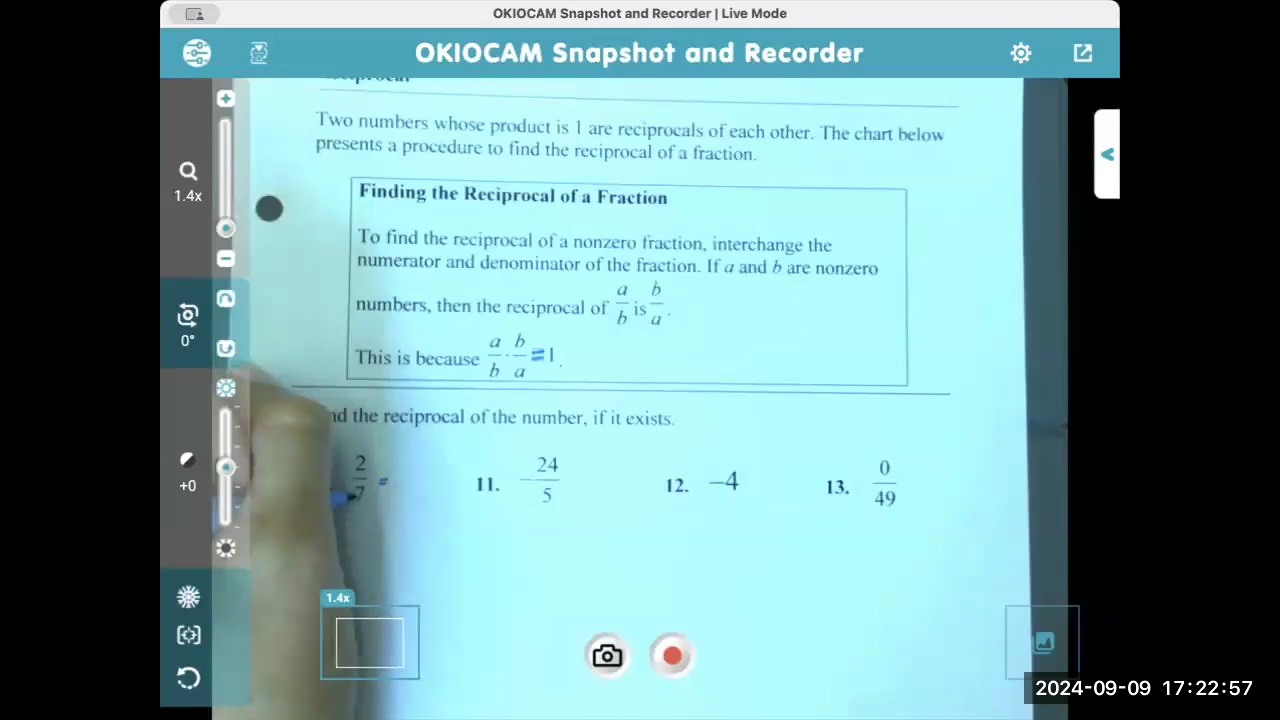 OKIOCAM Snapshot and Recorder | Live Mode
OKIOCAM Snapshot and Recorder
Two numbers whose product is 1 are reciprocals of each other. The chart below
presents a procedure to find the reciprocal of a fraction.
Finding the Reciprocal of a Fraction
To find the reciprocal of a nonzero fraction, interchange the
numerator and denominator of the fraction. If a and b are nonzero
numbers, then the reciprocal of a/b is b/a.
This is because a/b · b/a = 1.
the reciprocal of the number, if it exists.
2/7 = 11. -24/5 12. −4 13. 0/49
1.4x
0°
+0
1.4x
2024-09-09 17:22:57